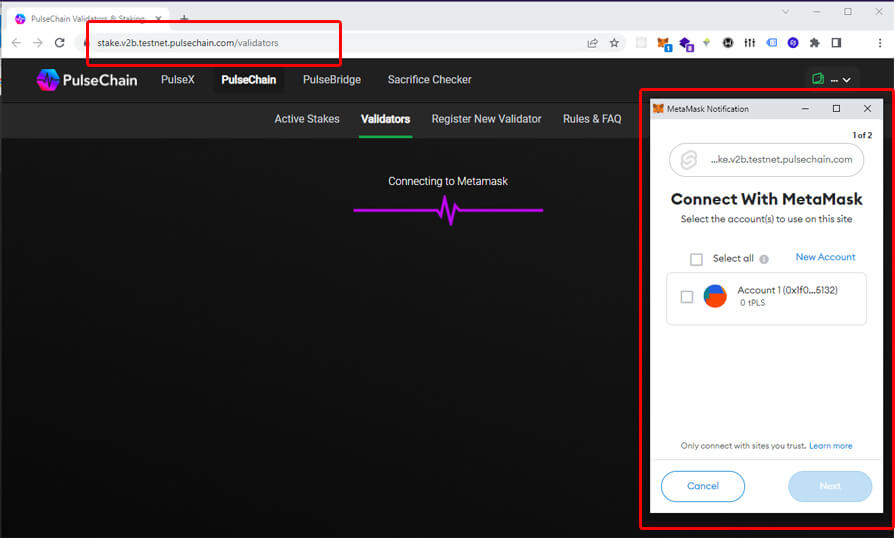 PulseChain Validators & Staking
stake.v2b.testnet.pulsechain.com/validators
1
8
PulseChain
PulseX
PulseChain
PulseBridge
Sacrifice Checker
...
Active Stakes
Validators
Register New Validator
Rules & FAQ
Connecting to Metamask
MetaMask Notification
1 of 2
...ke.v2b.testnet.pulsechain.com
Connect With MetaMask
Select the account(s) to use on this site
Select all
New Account
Account 1 (0x1f0...5132)
0 tPLS
Only connect with sites you trust. Learn more
Cancel
Next